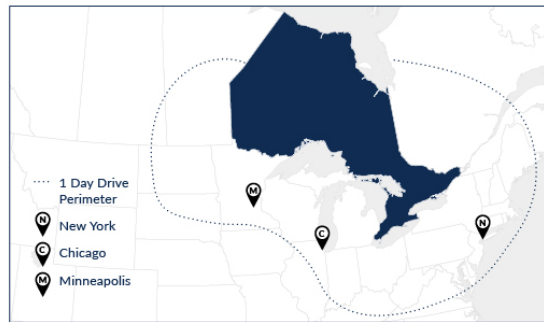 M
C
N
1 Day Drive
Perimeter
N New York
C Chicago
M Minneapolis